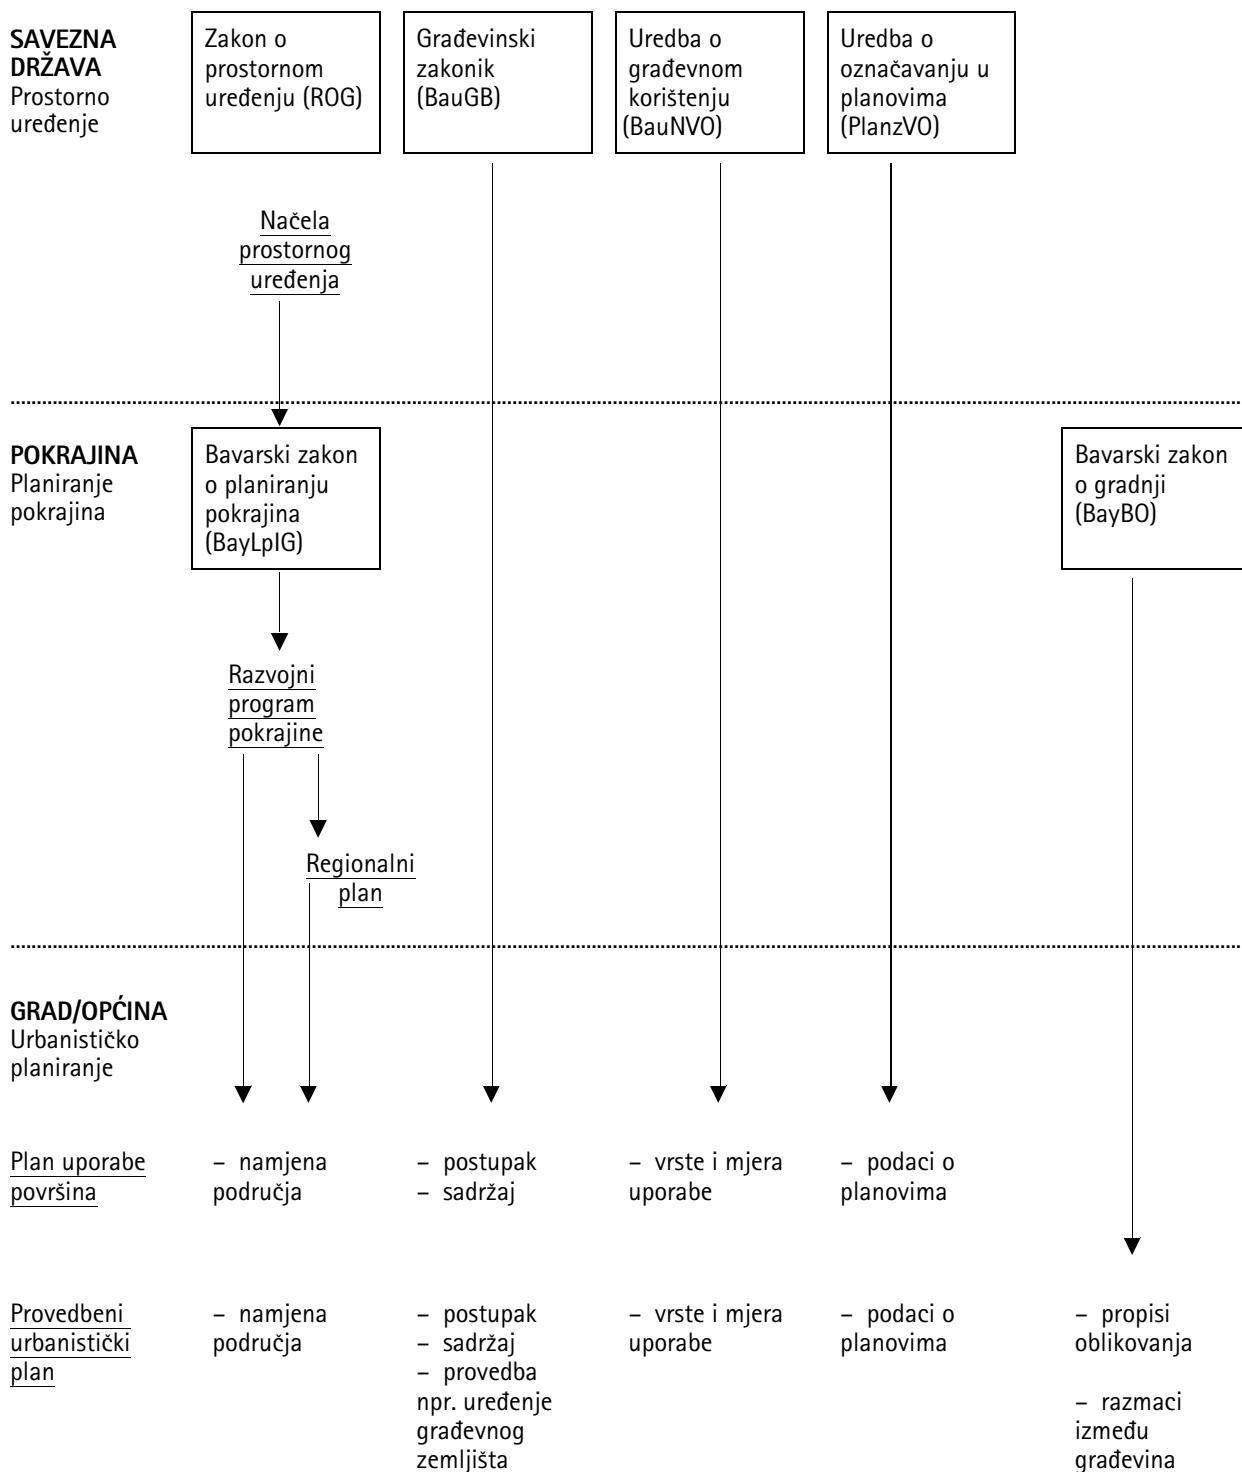 SAVEZNA
DRŽAVA
Prostorno
uređenje
Zakon o
prostornom
uređenju (ROG)
Građevinski
zakonik
(BauGB)
Uredba o
građevnom
korištenju
(BauNVO)
Uredba o
označavanju u
planovima
(PlanzVO)
Načela
prostornog
uređenja
POKRAJINA
Planiranje
pokrajina
Bavarski zakon
o planiranju
pokrajina
(BayLpIG)
Bavarski zakon
o gradnji
(BayBO)
Razvojni
program
pokrajine
Regionalni
plan
GRAD/OPĆINA
Urbanističko
planiranje
Plan uporabe
površina
– namjena
područja
– postupak
– sadržaj
– vrste i mjera
uporabe
– podaci o
planovima
Provedbeni
urbanistički
plan
– namjena
područja
– postupak
– sadržaj
– provedba
npr. uređenje
građevnog
zemljišta
– vrste i mjera
uporabe
– podaci o
planovima
– propisi
oblikovanja
– razmaci
između
građevina